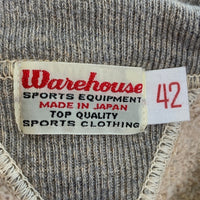 Warehouse
SPORTS EQUIPMENT
MADE IN JAPAN
TOP QUALITY
SPORTS CLOTHING
42